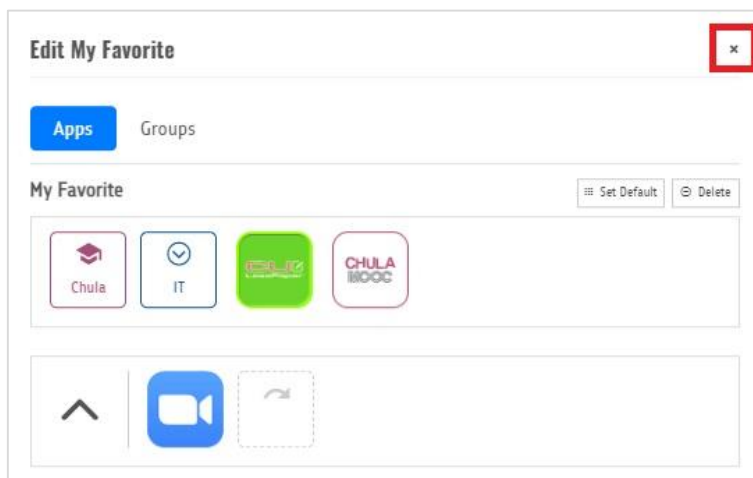 Edit My Favorite ×
Apps Groups
My Favorite Set Default Delete
Chula IT CHULA MOOC